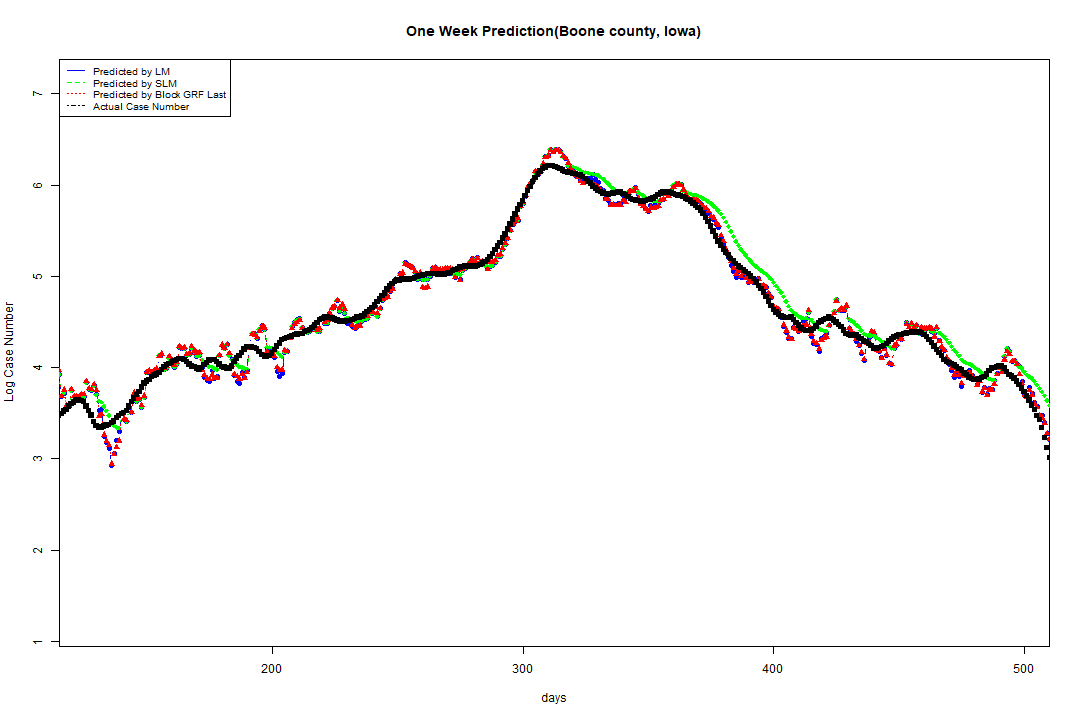 One Week Prediction(Boone county, Iowa)
Predicted by LM
Predicted by SLM
Predicted by Block GRF Last
Actual Case Number
7
6
5
4
3
2
1
Log Case Number
200 300 400 500
days